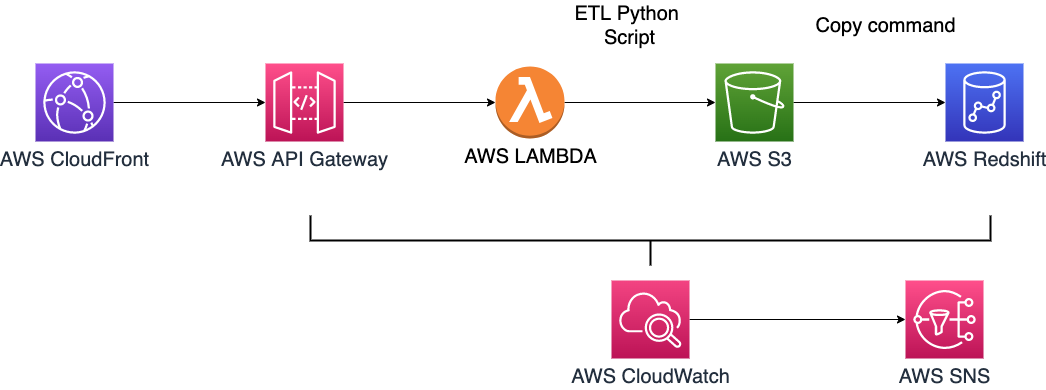 ETL Python
Script
Copy command
AWS CloudFront
AWS API Gateway
AWS LAMBDA
AWS S3
AWS Redshift
AWS CloudWatch
AWS SNS